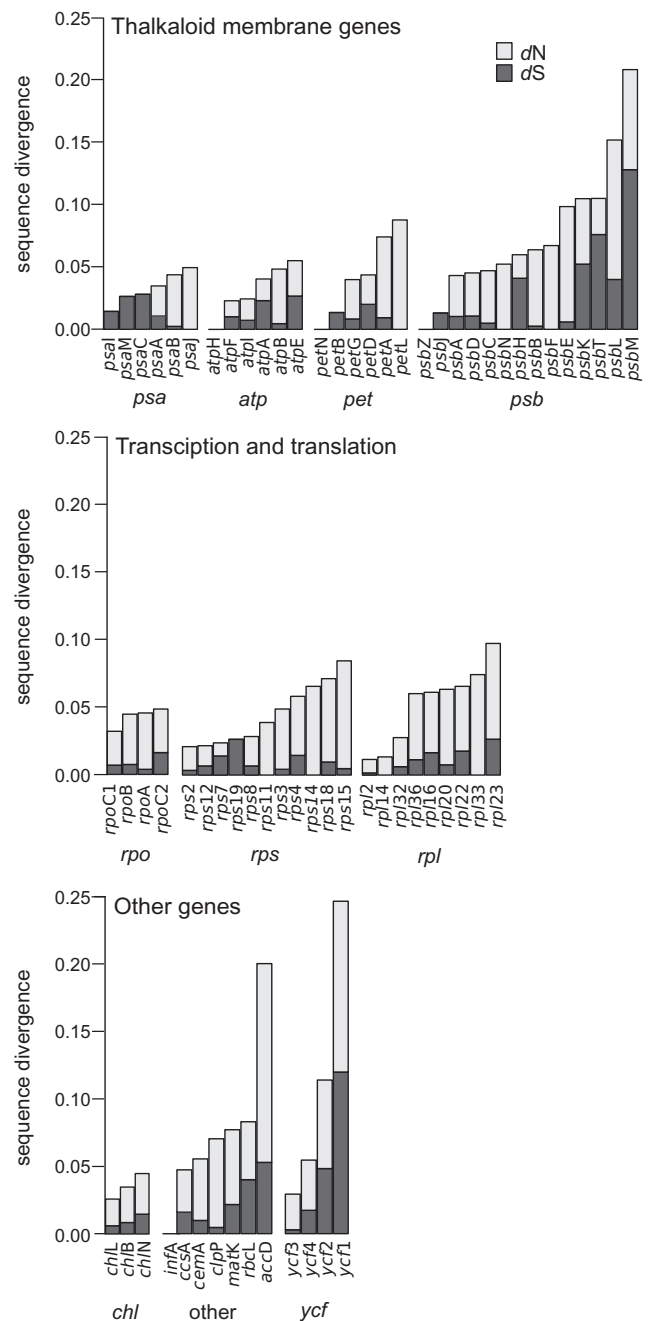 Thalkaloid membrane genes
dN
dS
sequence divergence
0.25
0.20
0.15
0.10
0.05
0.00
psaI
psaM
psaC
psaA
psaB
psaJ
atpH
atpF
atpI
atpA
atpB
atpE
petN
petB
petG
petD
petA
petL
psbZ
psbJ
psbA
psbD
psbC
psbN
psbH
psbB
psbF
psbE
psbK
psbT
psbL
psbM
psa
atp
pet
psb
Transciption and translation
sequence divergence
0.25
0.20
0.15
0.10
0.05
0.00
rpoC1
rpoB
rpoA
rpoC2
rps2
rps12
rps7
rps19
rps8
rps11
rps3
rps4
rps14
rps18
rps15
rpl2
rpl14
rpl32
rpl36
rpl16
rpl20
rpl22
rpl33
rpl23
rpo
rps
rpl
Other genes
sequence divergence
0.25
0.20
0.15
0.10
0.05
0.00
chlL
chlB
chlN
infA
ccsA
cemA
clpP
matK
rbcL
accD
ycf3
ycf4
ycf2
ycf1
chl
other
ycf